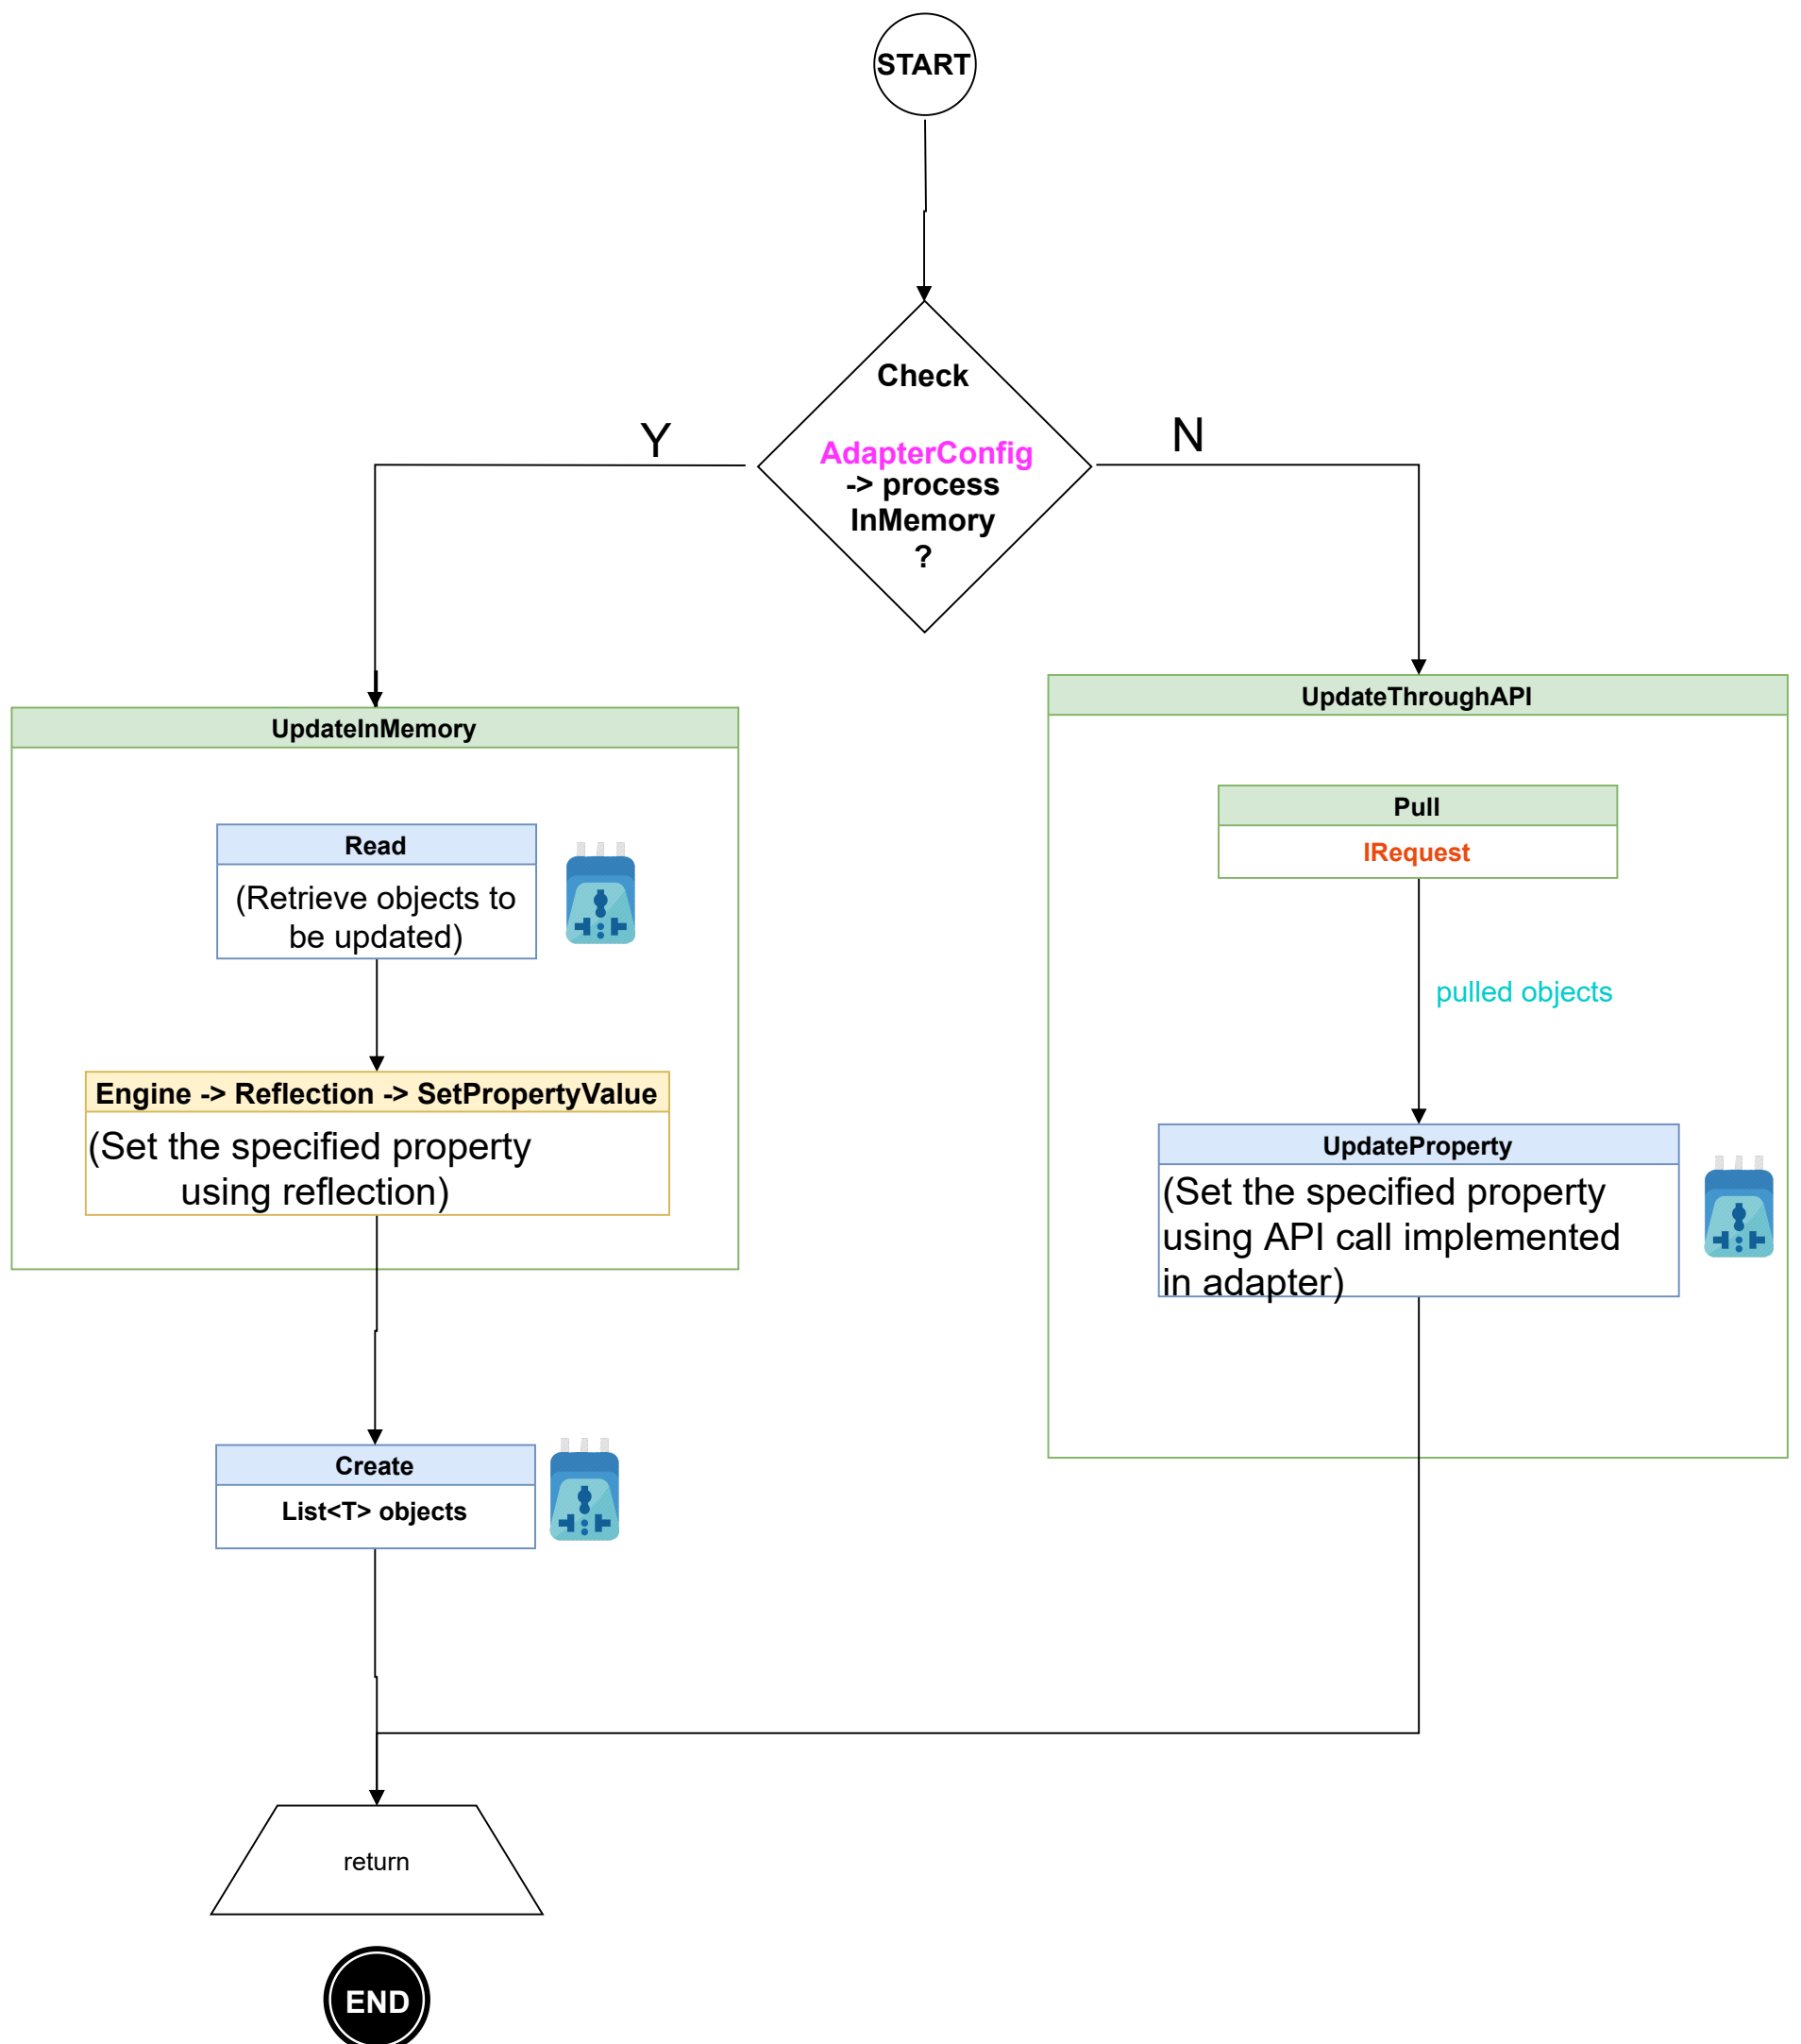 START
Check
AdapterConfig
-> process
InMemory
?
Y
N
UpdateInMemory
Read
(Retrieve objects to
be updated)
Engine -> Reflection -> SetPropertyValue
(Set the specified property
using reflection)
Create
List<T> objects
UpdateThroughAPI
Pull
IRequest
pulled objects
UpdateProperty
(Set the specified property
using API call implemented
in adapter)
return
END